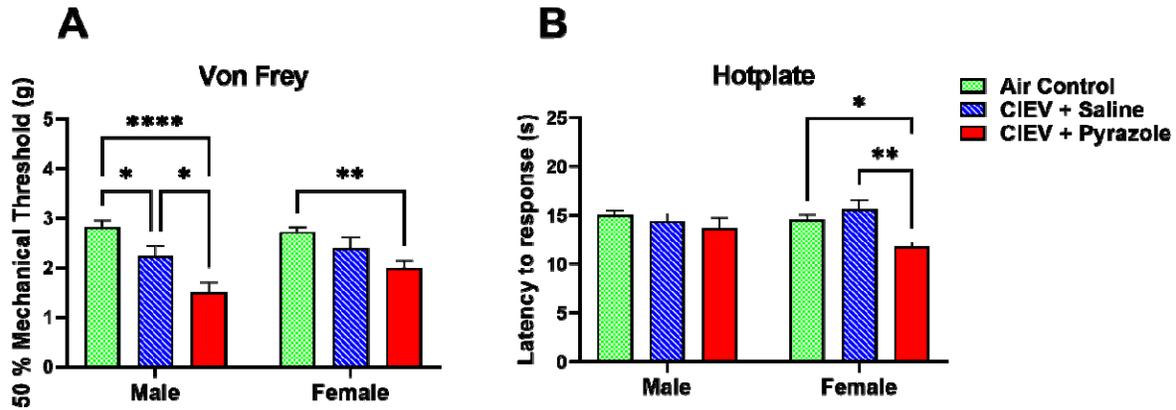 A
B
Von Frey
Hotplate
50 % Mechanical Threshold (g)
5
4
3
2
1
0
****
*
*
**
Male
Female
Latency to response (s)
25
20
15
10
5
0
*
**
Male
Female
Air Control
CIEV + Saline
CIEV + Pyrazole